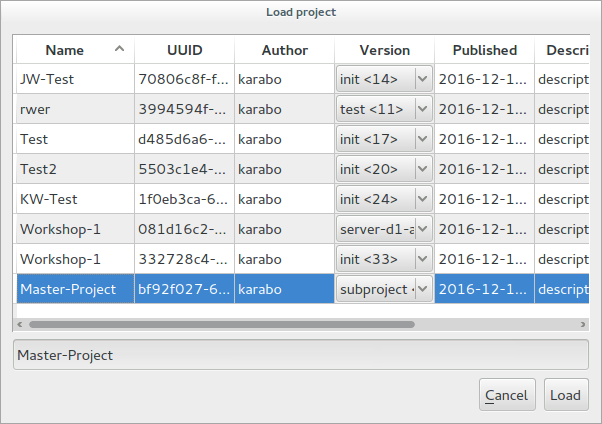 Load project
Name UUID Author Version Published Descri
JW-Test 70806c8f-f... karabo init <14> 2016-12-1... descript
rwer 3994594f-... karabo test <11> 2016-12-1... descript
Test d485d6a6-... karabo init <17> 2016-12-1... descript
Test2 5503c1e4-... karabo init <20> 2016-12-1... descript
KW-Test 1f0eb3ca-6... karabo init <24> 2016-12-1... descript
Workshop-1 081d16c2-... karabo server-d1-a 2016-12-1... descript
Workshop-1 332728c4-... karabo init <33> 2016-12-1... descript
Master-Project bf92f027-6... karabo subproject < 2016-12-1... descript
Master-Project
Cancel Load